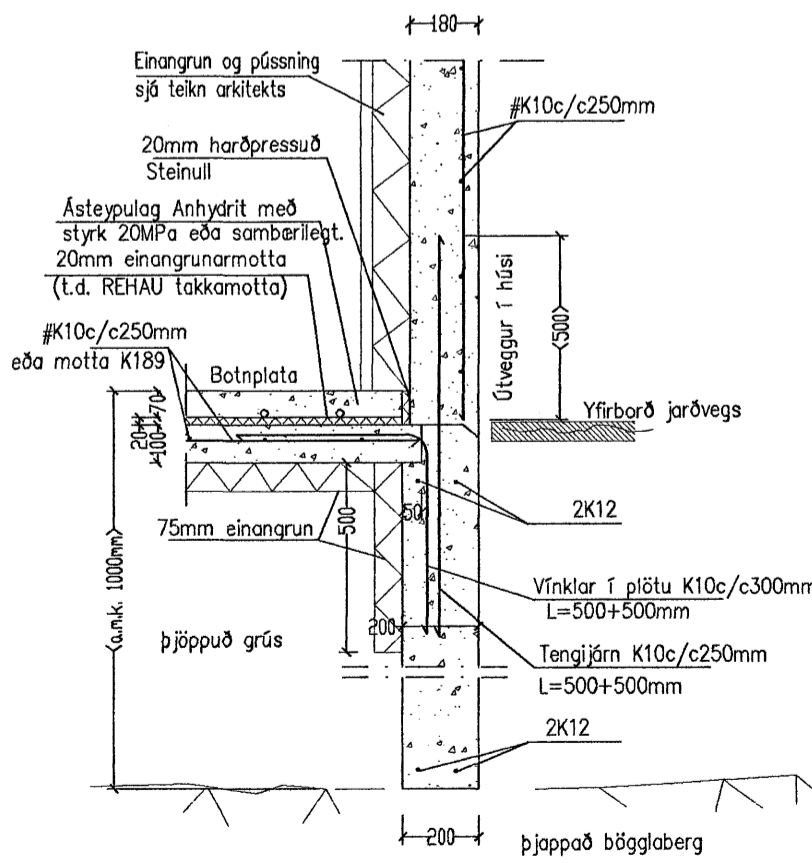 180
Einangrun og pússning
sjá teikn arkitekts
#K10c/c250mm
20mm harðpressuð
Steinull
Ásteypulag Anhydrit með
styrk 20MPa eða sambærilegt.
20mm einangrunarmotta
(t.d. REHAU takkamotta)
#K10c/c250mm
eða motta K189
Botnplata
Útveggur í húsi
<500>
Yfirborð jarðvegs
70
20
100
50
500
2K12
75mm einangrun
<a.m.k. 1000mm>
Vínklar í plötu K10c/c300mm
L=500+500mm
200
þjöppuð grús
Tengijárn K10c/c250mm
L=500+500mm
2K12
200
þjappað bögglaberg